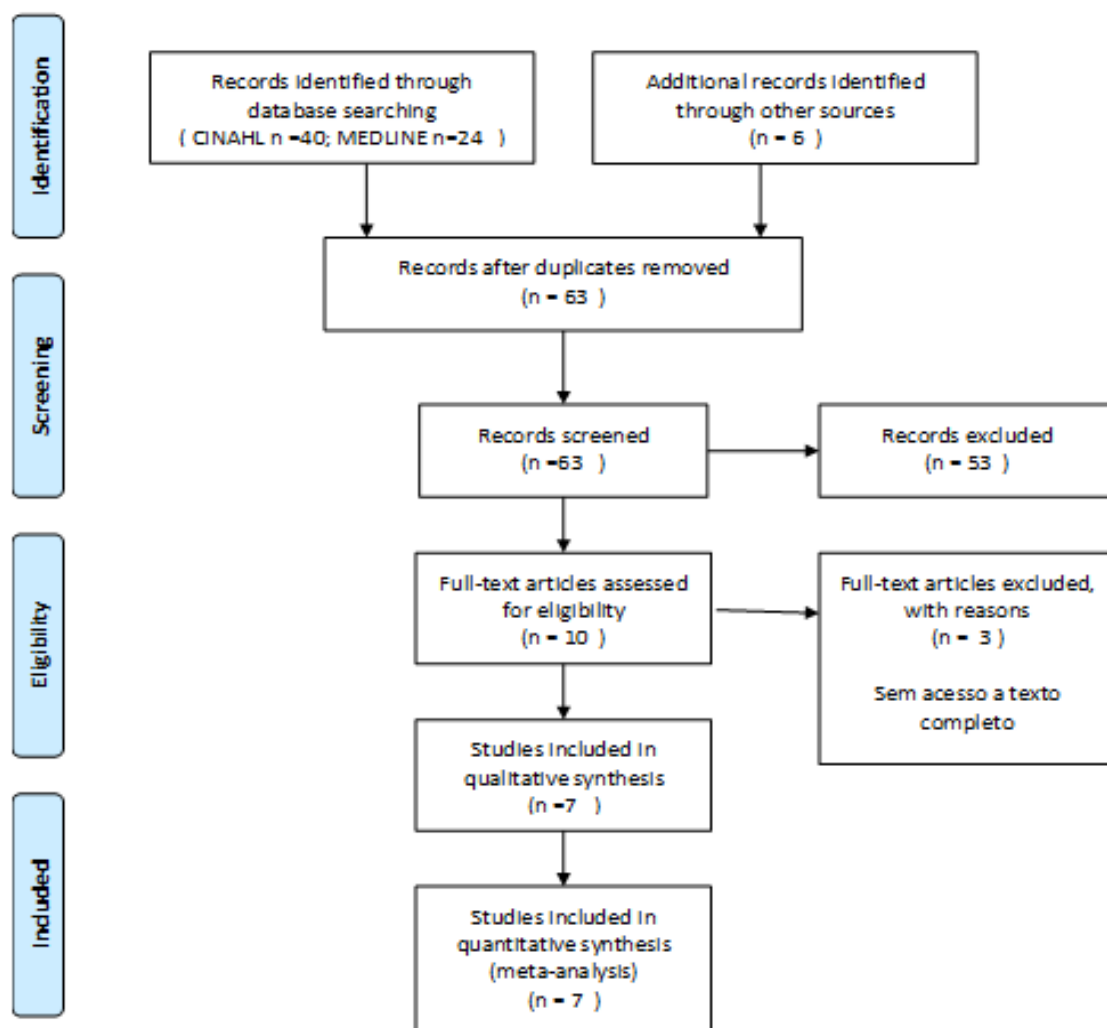 Identification
Records identified through
database searching
( CINAHL n =40; MEDLINE n=24 )
Additional records identified
through other sources
(n = 6 )
Records after duplicates removed
(n = 63 )
Screening
Records screened
(n =63 )
Records excluded
(n = 53 )
Eligibility
Full-text articles assessed
for eligibility
(n = 10 )
Full-text articles excluded,
with reasons
(n = 3 )
Sem acesso a texto
completo
Studies included in
qualitative synthesis
(n =7 )
Included
Studies included in
quantitative synthesis
(meta-analysis)
(n = 7 )